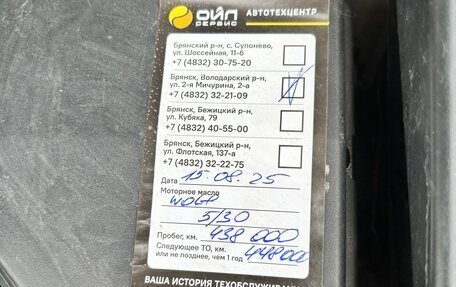 ОЙЛ СЕРВИС АВТОТЕХЦЕНТР
Брянский р-н, с. Супонево,
ул. Шоссейная, 11-б
+7 (4832) 30-75-20
Брянск, Володарский р-н,
ул. 2-я Мичурина, 2-а
+7 (4832) 32-21-09
Брянск, Бежицкий р-н,
ул. Кубяка, 79
+7 (4832) 40-55-00
Брянск, Бежицкий р-н,
ул. Флотская, 137-а
+7 (4832) 32-22-75
Дата 15.08.25
Моторное масло
WOLF
5/30
Пробег, км. 438 000
Следующее ТО, км. 448000
или не позднее, чем 1 год
ВАША ИСТОРИЯ ТЕХОБСЛУЖИВАНИ